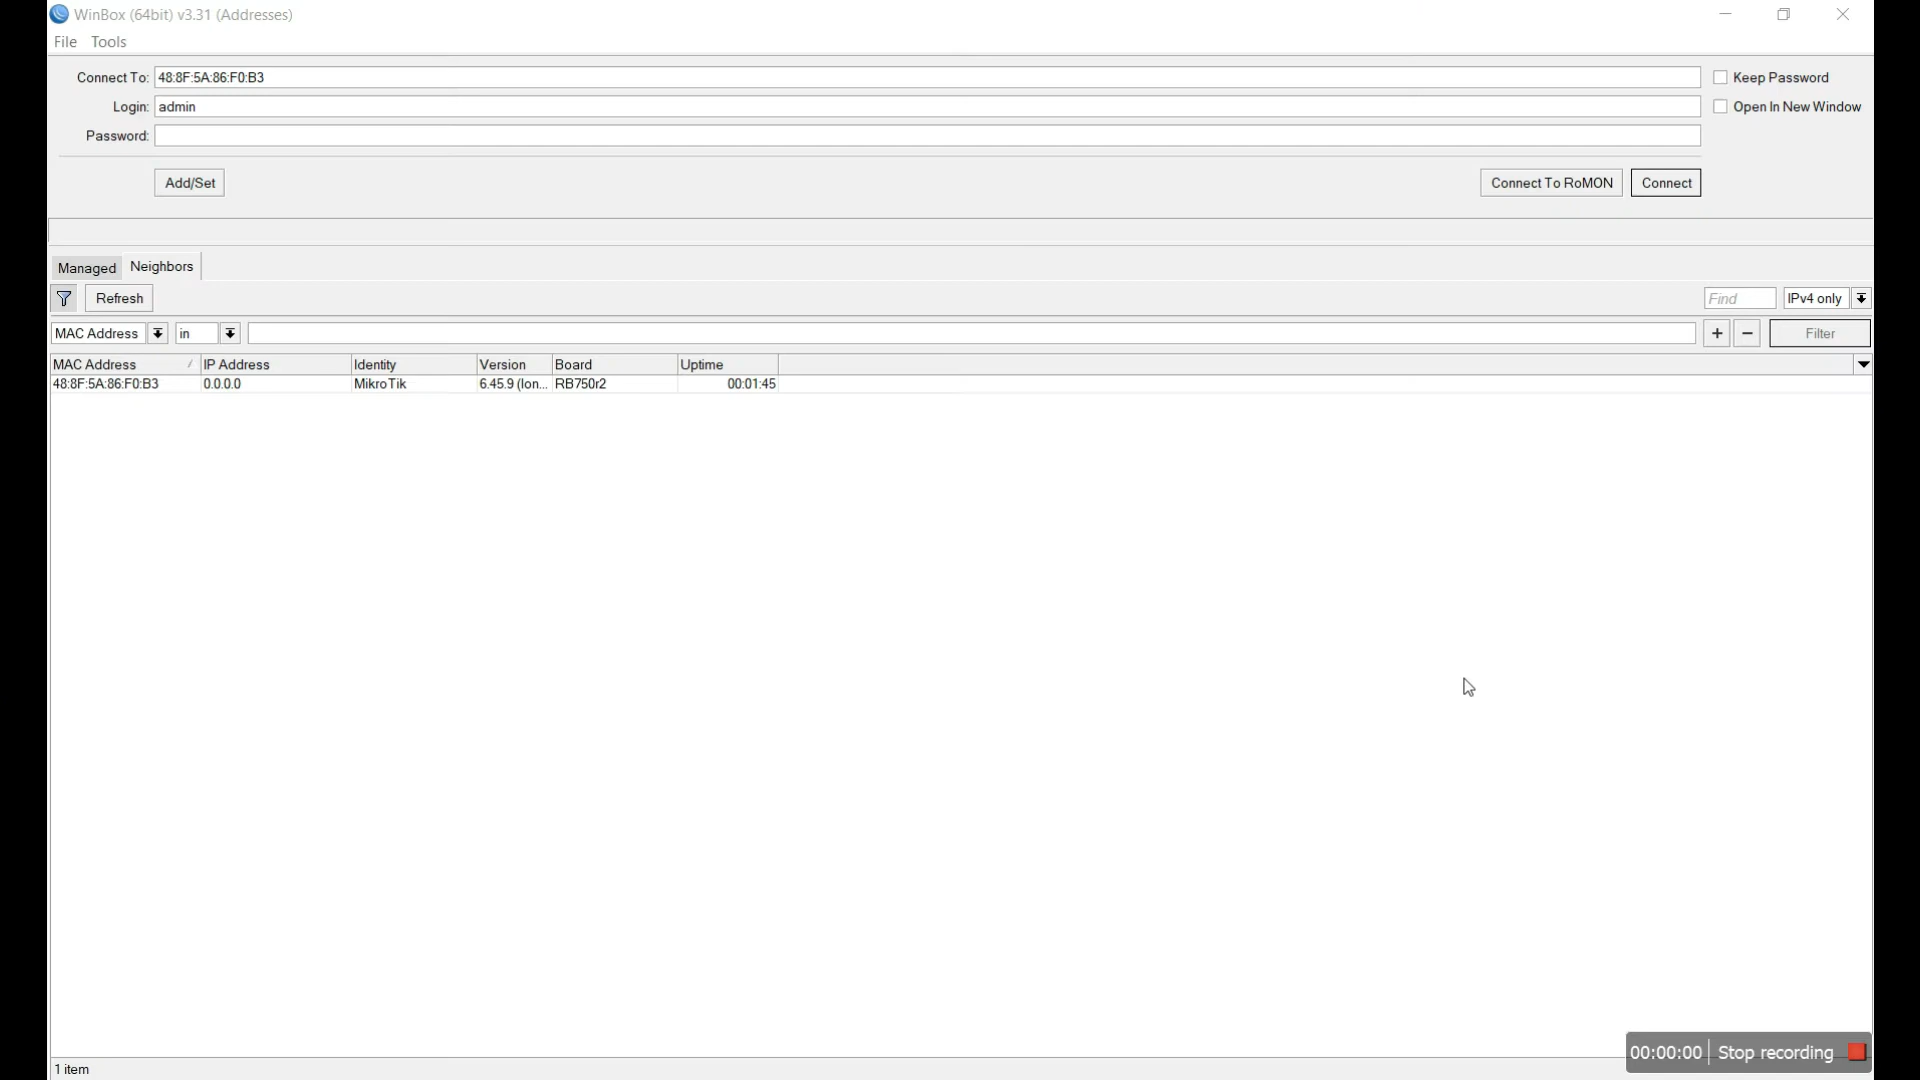 WinBox (64bit) v3.31 (Addresses)
File Tools
Connect To: 48:8F:5A:86:F0:B3
Keep Password
Login: admin
Open In New Window
Password:
Add/Set
Connect To RoMON
Connect
Managed
Neighbors
Refresh
Find
IPv4 only
MAC Address
in
+
−
Filter
MAC Address / IP Address Identity Version Board Uptime
48:8F:5A:86:F0:B3 0.0.0.0 MikroTik 6.45.9 (lon... RB750r2 00:01:45
00:00:00 Stop recording
1 item